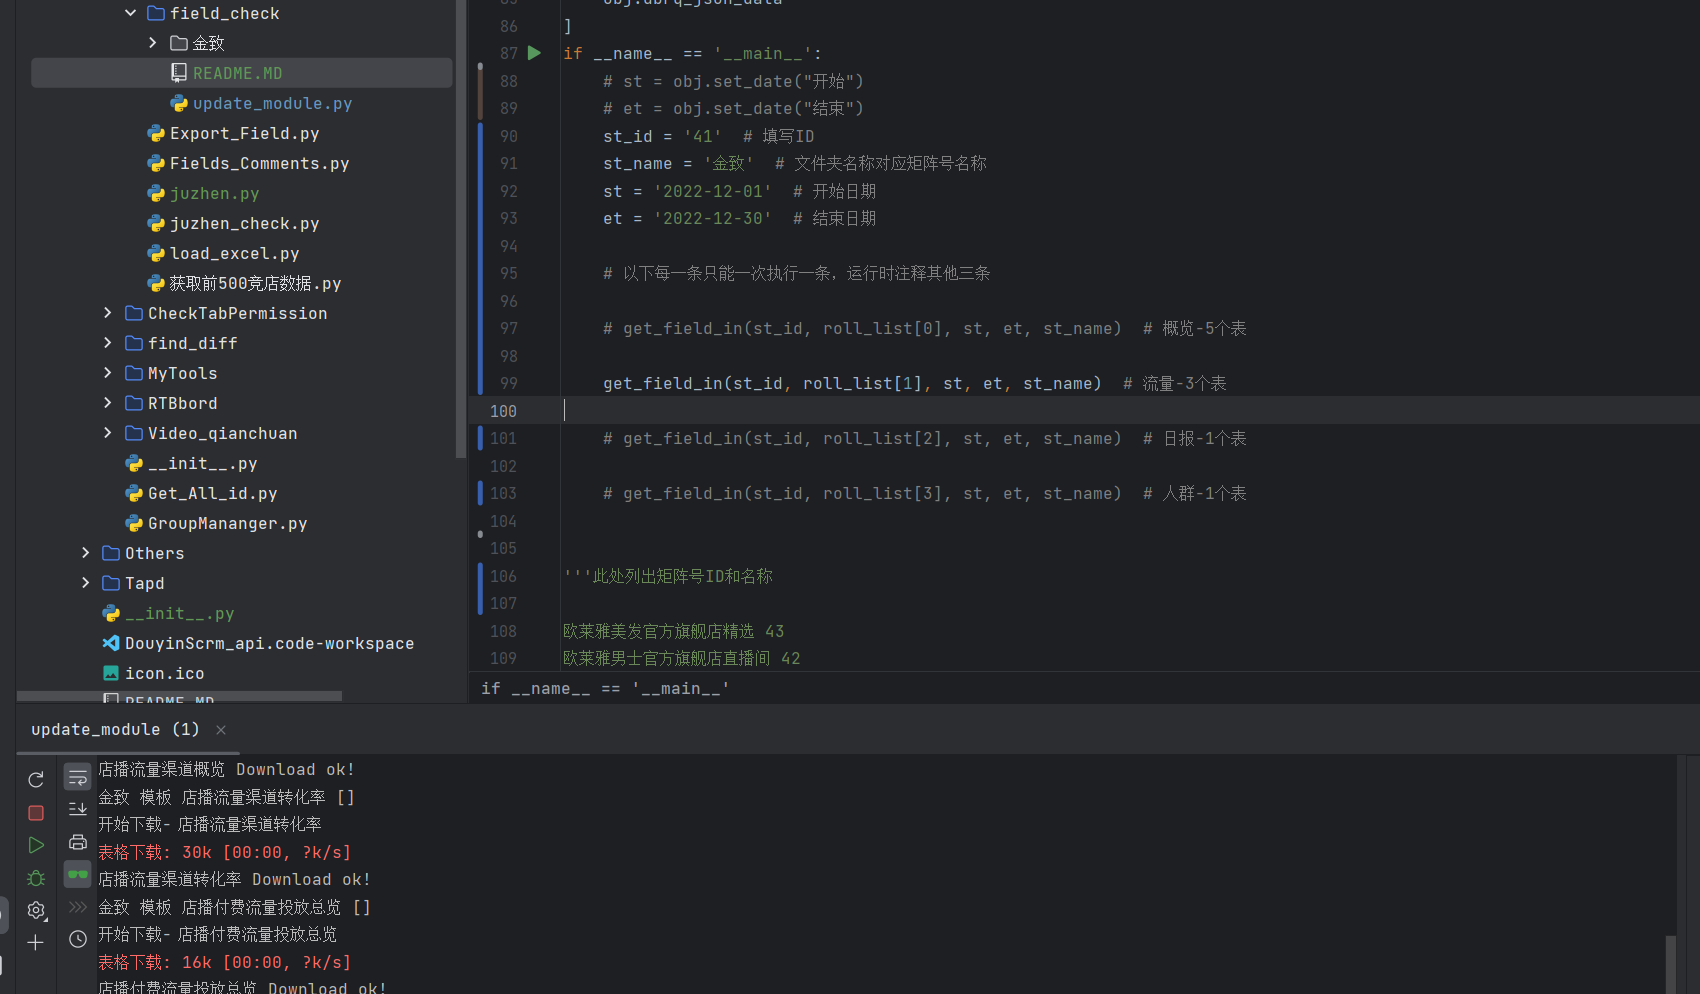 field_check
金致
README.MD
update_module.py
Export_Field.py
Fields_Comments.py
juzhen.py
juzhen_check.py
load_excel.py
获取前500竞店数据.py
CheckTabPermission
find_diff
MyTools
RTBbord
Video_qianchuan
__init__.py
Get_All_id.py
GroupMananger.py
Others
Tapd
__init__.py
DouyinScrm_api.code-workspace
icon.ico
README.MD
85 obj.dbrq_json_data
86 ]
87 if __name__ == '__main__':
88 # st = obj.set_date("开始")
89 # et = obj.set_date("结束")
90 st_id = '41'  # 填写ID
91 st_name = '金致'  # 文件夹名称对应矩阵号名称
92 st = '2022-12-01'  # 开始日期
93 et = '2022-12-30'  # 结束日期
94
95 # 以下每一条只能一次执行一条，运行时注释其他三条
96
97 # get_field_in(st_id, roll_list[0], st, et, st_name)  # 概览-5个表
98
99 get_field_in(st_id, roll_list[1], st, et, st_name)  # 流量-3个表
100
101 # get_field_in(st_id, roll_list[2], st, et, st_name)  # 日报-1个表
102
103 # get_field_in(st_id, roll_list[3], st, et, st_name)  # 人群-1个表
104
105
106 '''此处列出矩阵号ID和名称
107
108 欧莱雅美发官方旗舰店精选 43
109 欧莱雅男士官方旗舰店直播间 42
if __name__ == '__main__'
update_module (1)
店播流量渠道概览 Download ok!
金致 模板 店播流量渠道转化率 []
开始下载- 店播流量渠道转化率
表格下载: 30k [00:00, ?k/s]
店播流量渠道转化率 Download ok!
金致 模板 店播付费流量投放总览 []
开始下载- 店播付费流量投放总览
表格下载: 16k [00:00, ?k/s]
店播付费流量投放总览 Download ok!